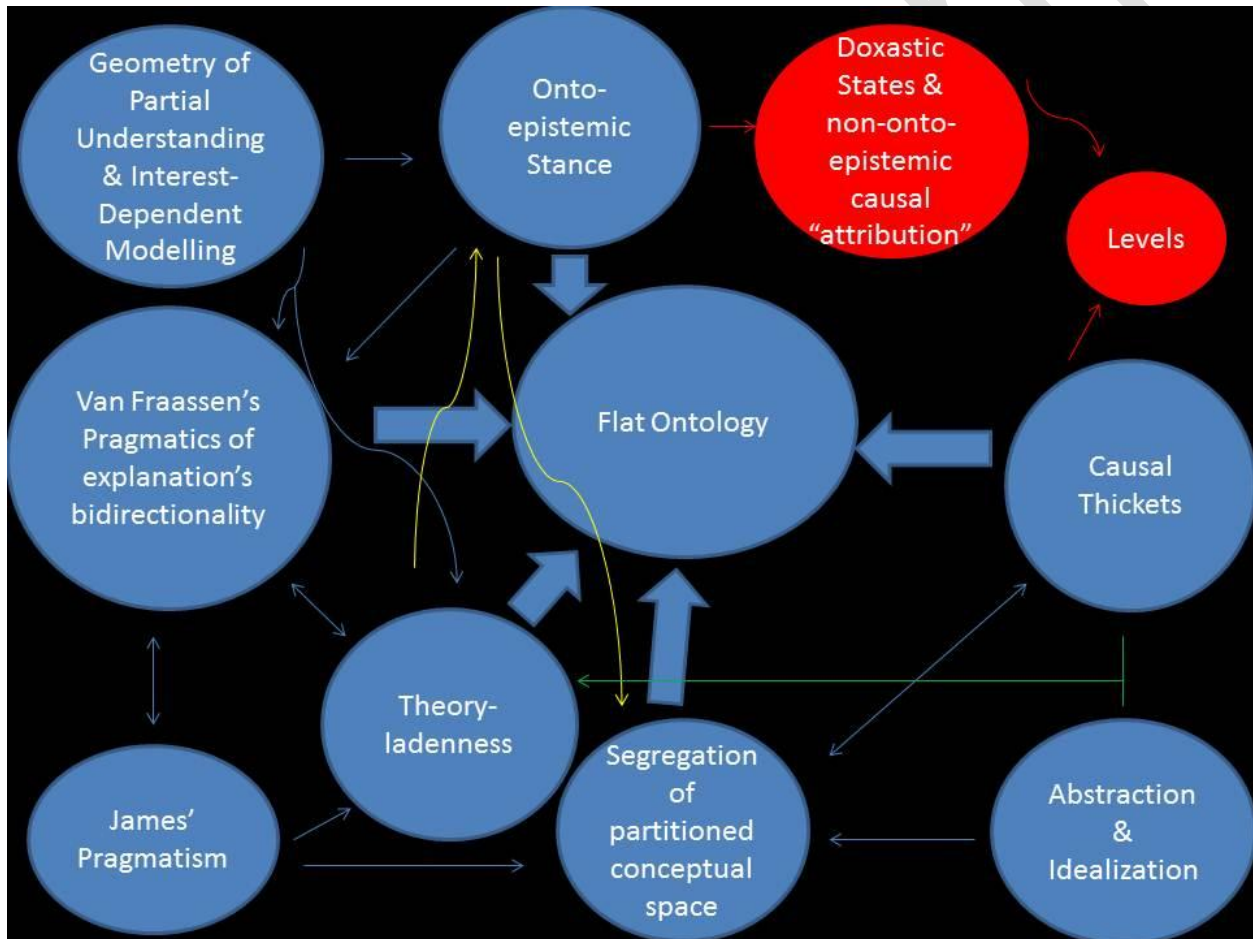 Geometry of
Partial
Understanding
& Interest-
Dependent
Modelling
Onto-
epistemic
Stance
Doxastic
States &
non-onto-
epistemic
causal
“attribution”
Levels
Van Fraassen’s
Pragmatics of
explanation’s
bidirectionality
Flat Ontology
Causal
Thickets
Theory-
ladenness
Segregation
of
partitioned
conceptual
space
James’
Pragmatism
Abstraction
&
Idealization